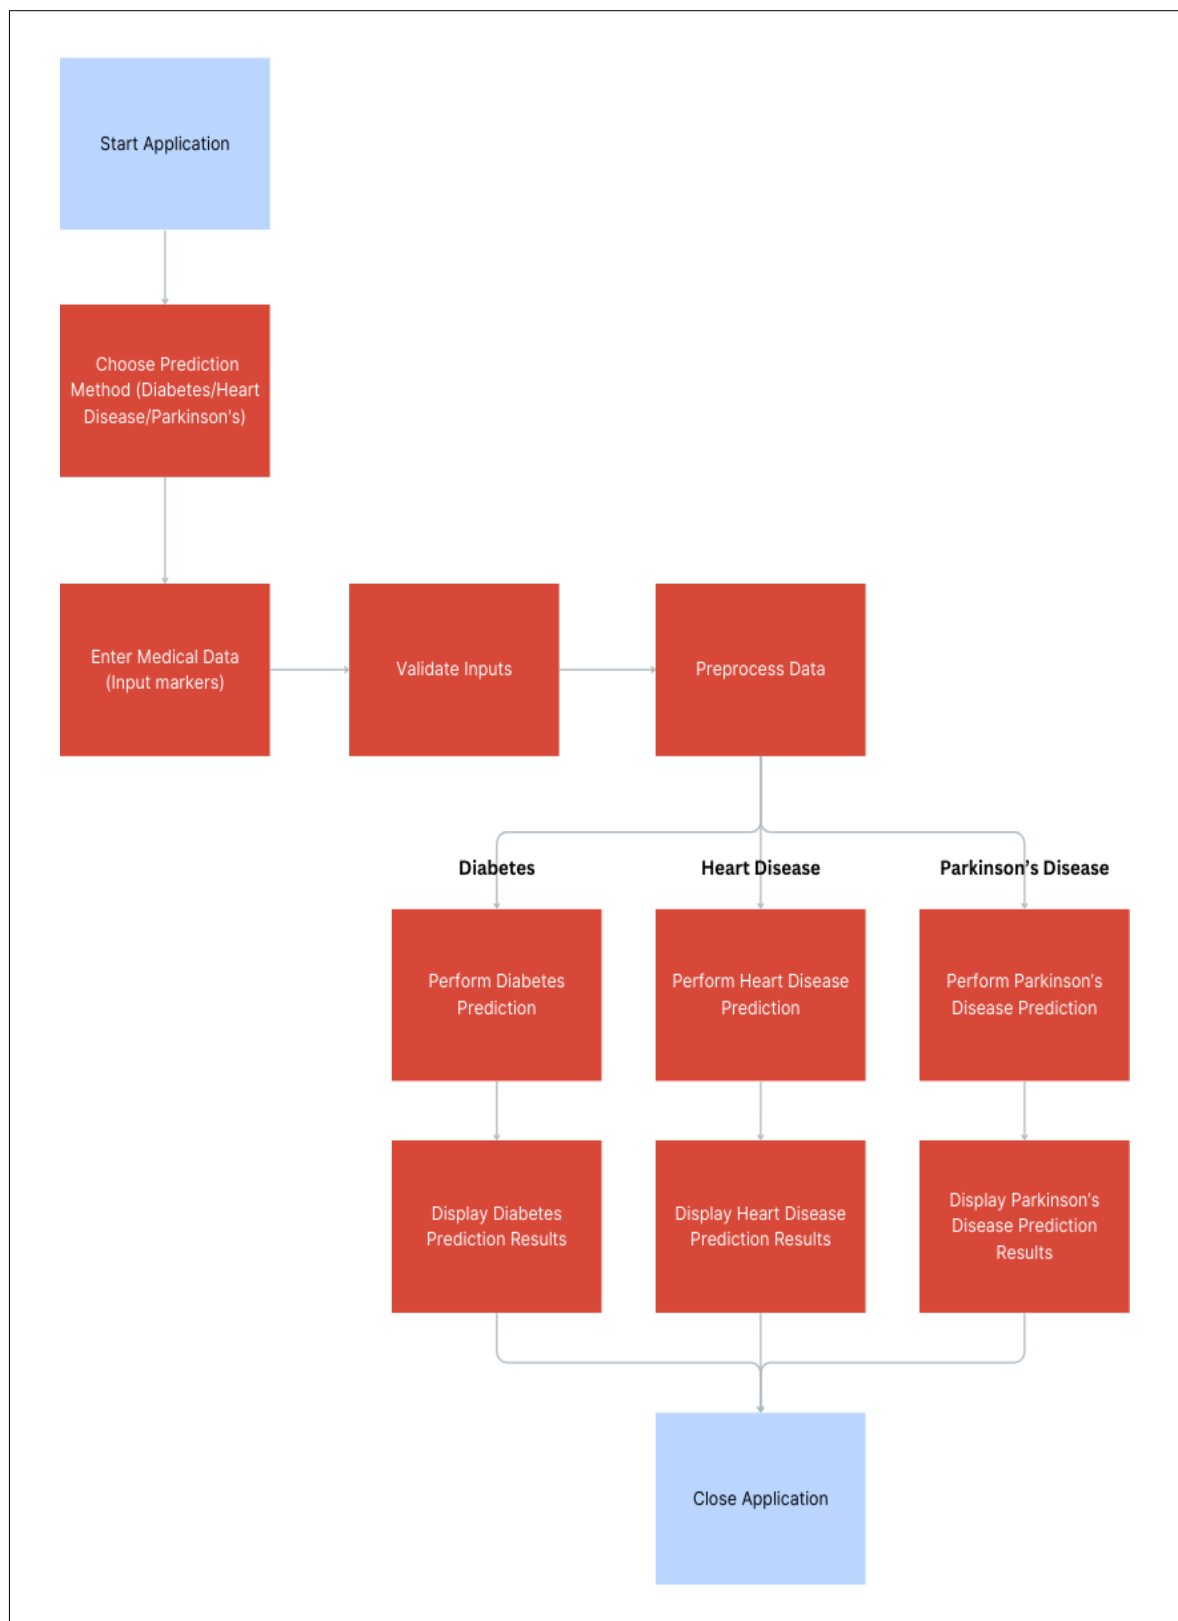 Start Application
Choose Prediction
Method (Diabetes/Heart
Disease/Parkinson's)
Enter Medical Data
(Input markers)
Validate Inputs
Preprocess Data
Diabetes
Heart Disease
Parkinson’s Disease
Perform Diabetes
Prediction
Perform Heart Disease
Prediction
Perform Parkinson’s
Disease Prediction
Display Diabetes
Prediction Results
Display Heart Disease
Prediction Results
Display Parkinson’s
Disease Prediction
Results
Close Application